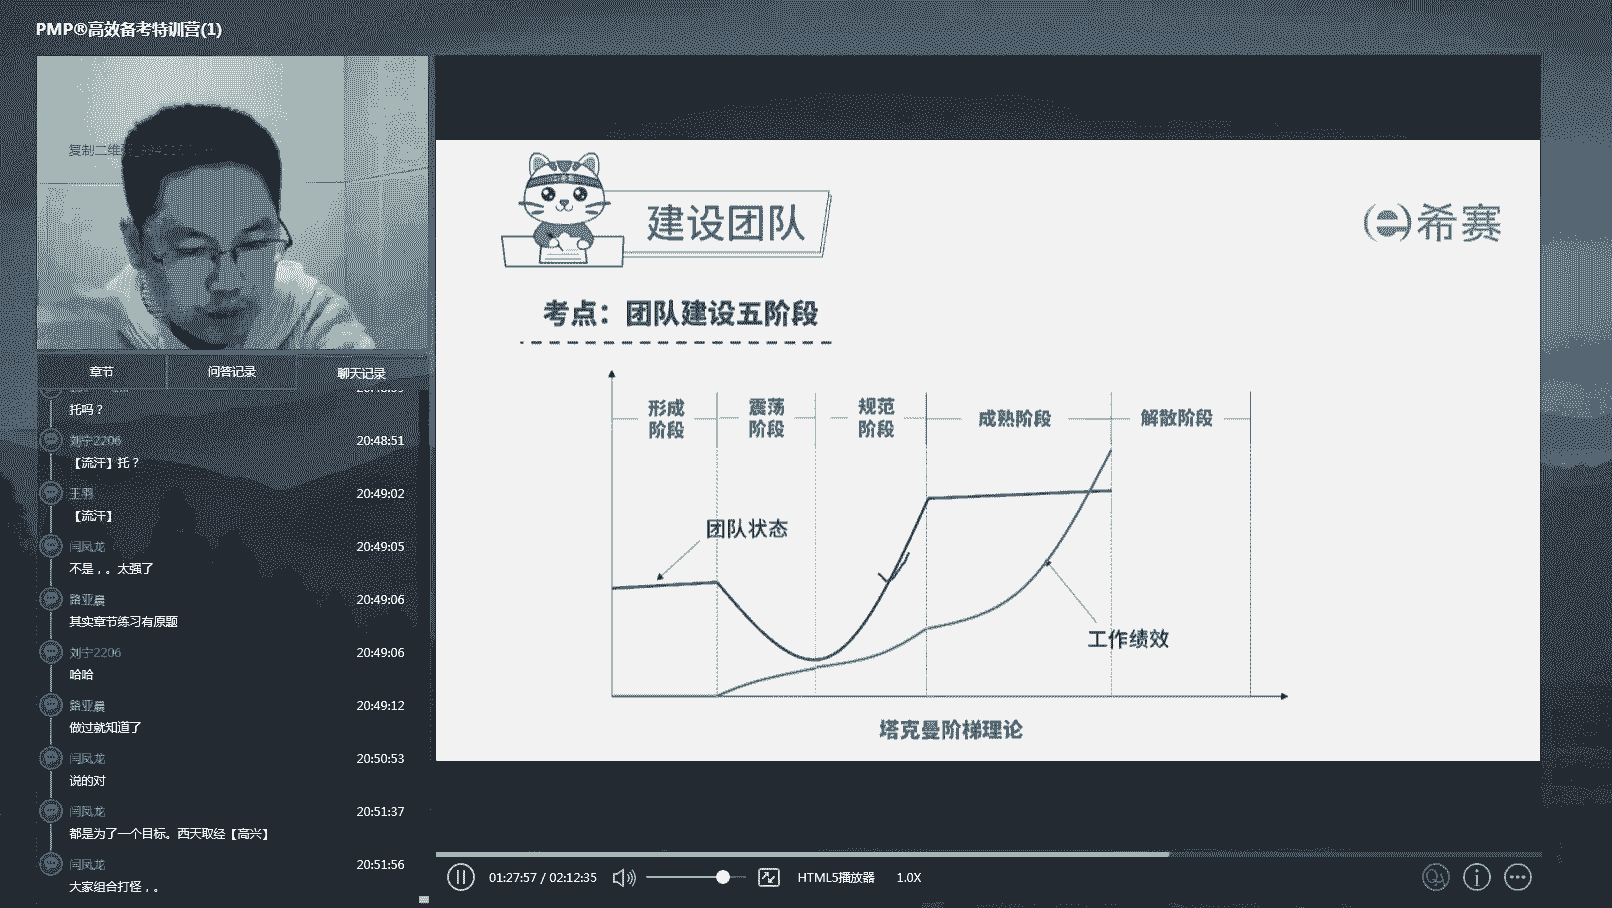 PMP®高效备考特训营(1)
复制二维
章节
问答记录
聊天记录
托吗？
刘宁2206
20:48:51
【流汗】托？
王羽
20:49:02
【流汗】
闫凤龙
20:49:05
不是，。太强了
路亚晨
20:49:06
其实章节练习有原题
刘宁2206
20:49:06
哈哈
路亚晨
20:49:12
做过就知道了
闫凤龙
20:50:53
说的对
闫凤龙
20:51:37
都是为了一个目标。西天取经【高兴】
闫凤龙
20:51:56
大家组合打怪，。
建设团队
希赛
考点：团队建设五阶段
形成
阶段
震荡
阶段
规范
阶段
成熟阶段
解散阶段
团队状态
工作绩效
塔克曼阶梯理论
01:27:57 / 02:12:35
HTML5播放器
1.0X